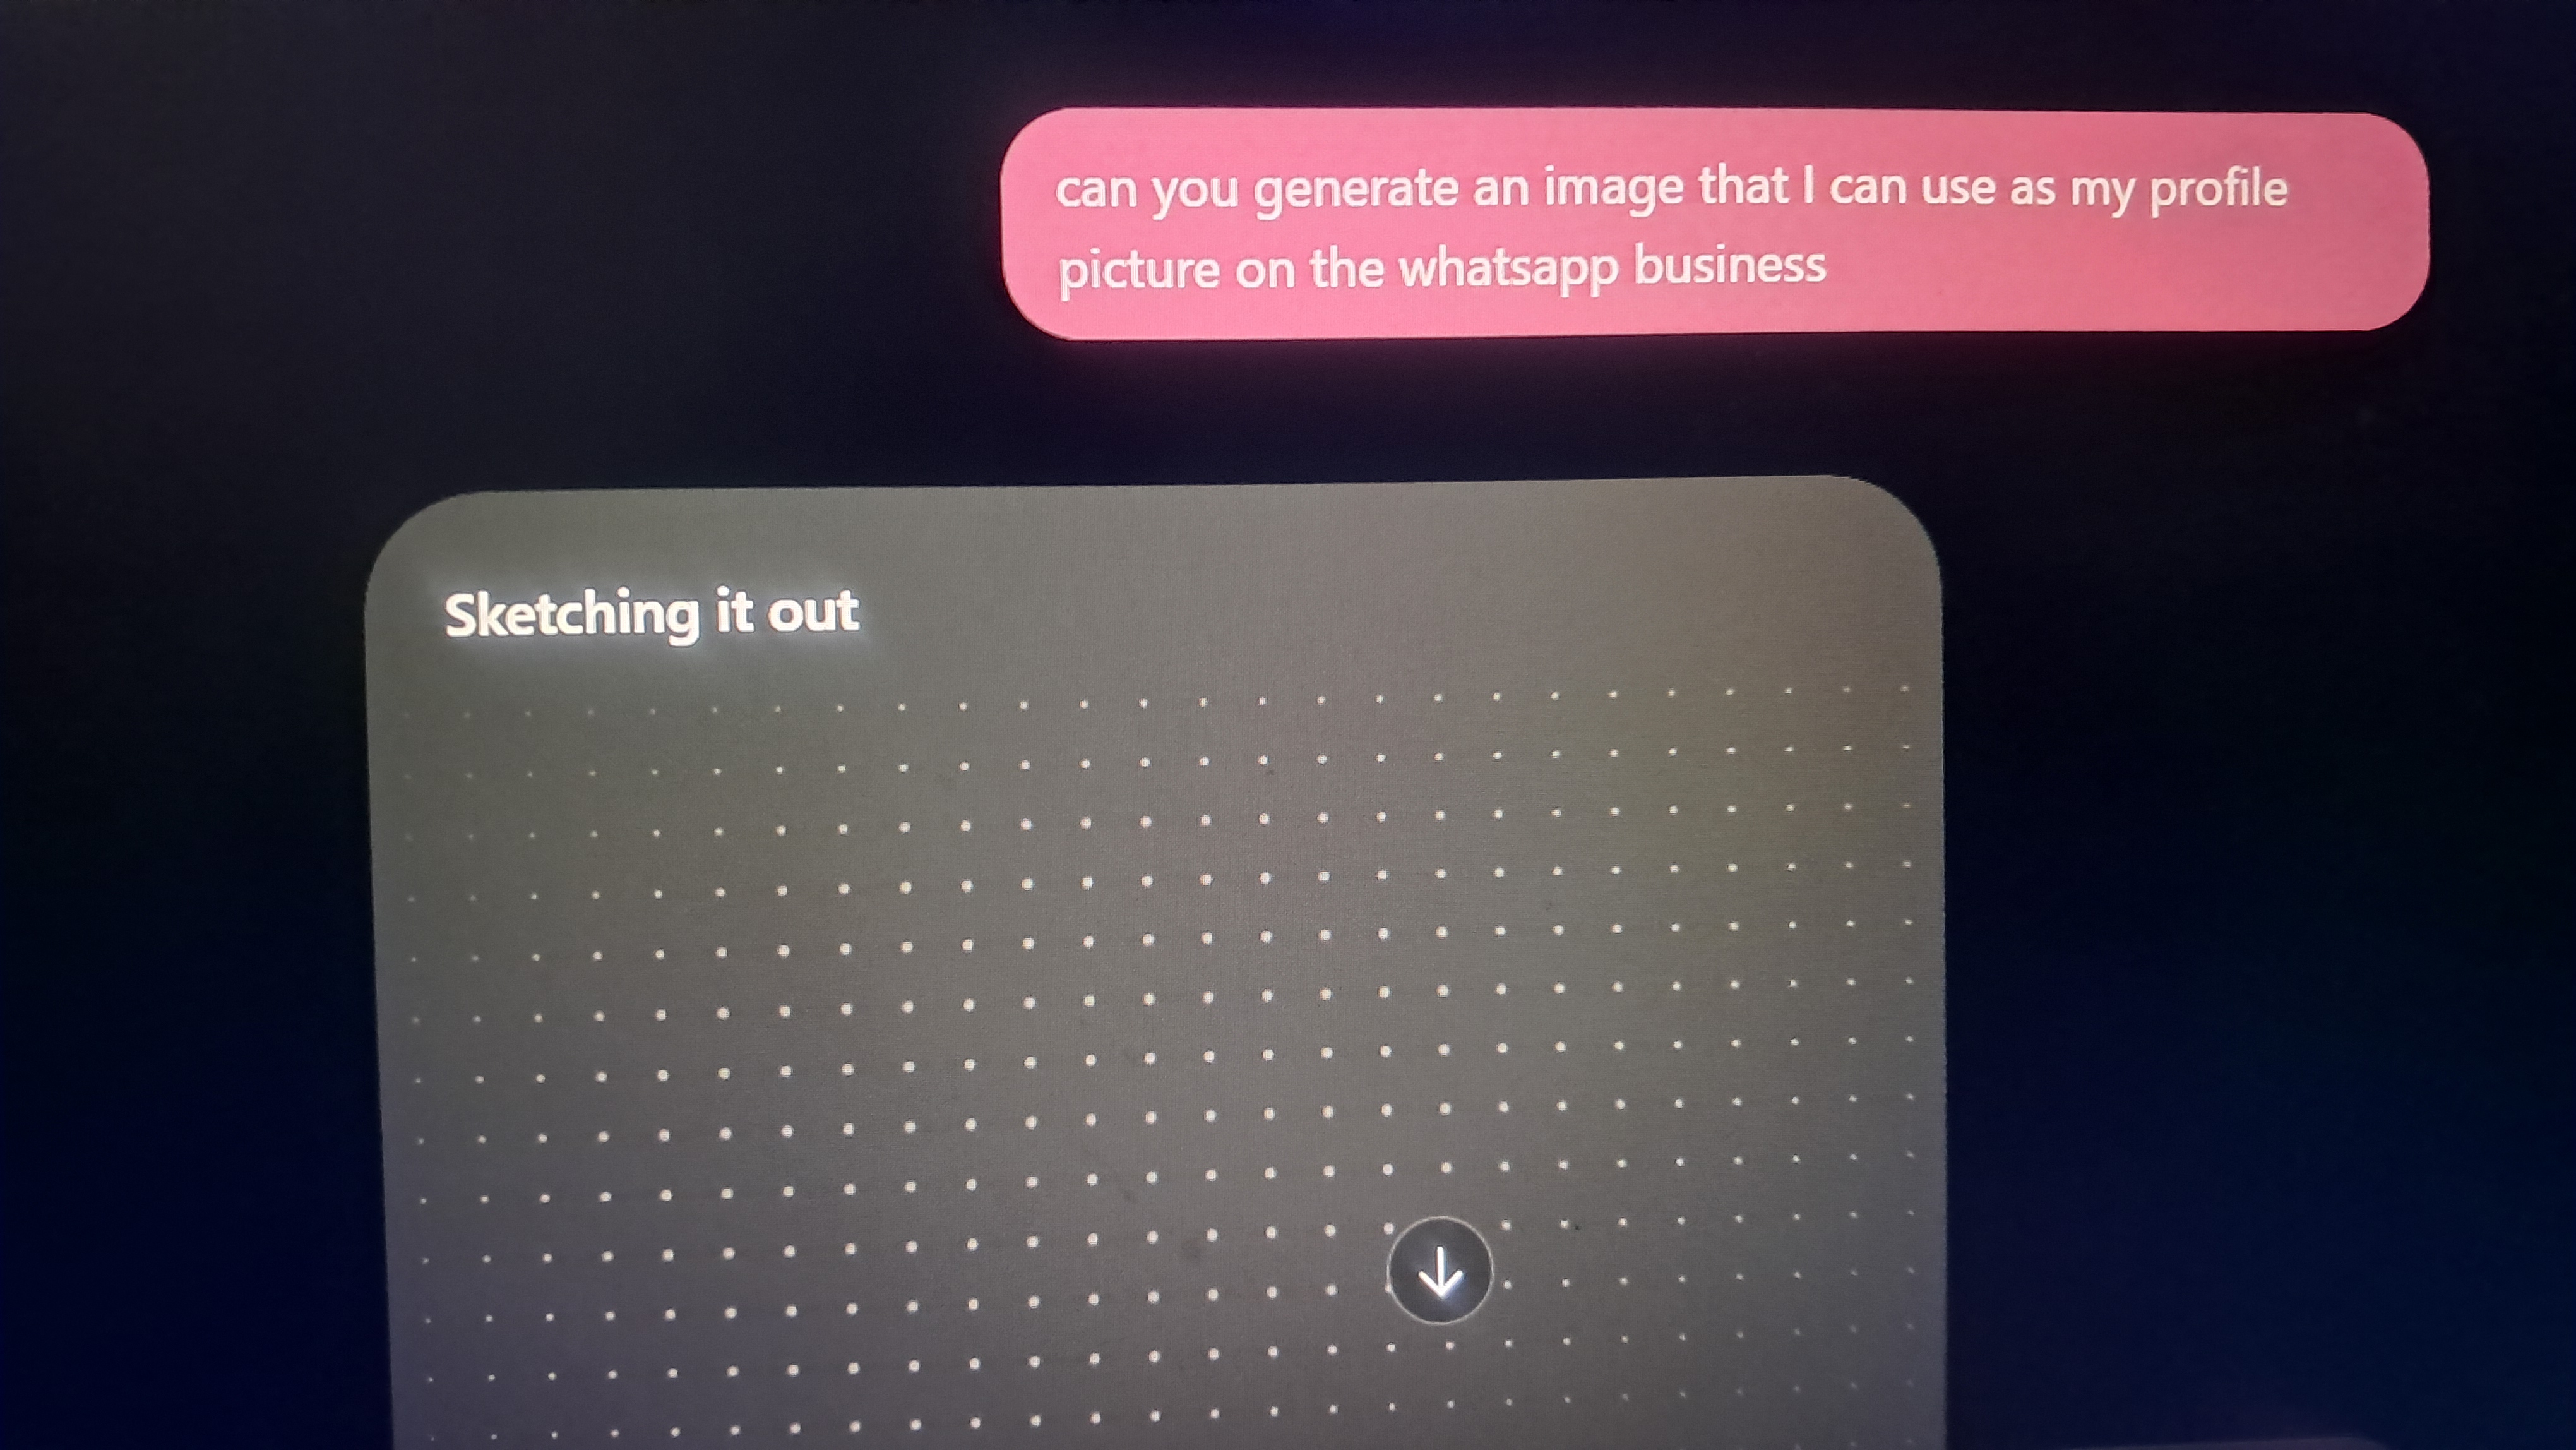 can you generate an image that I can use as my profile
picture on the whatsapp business
Sketching it out